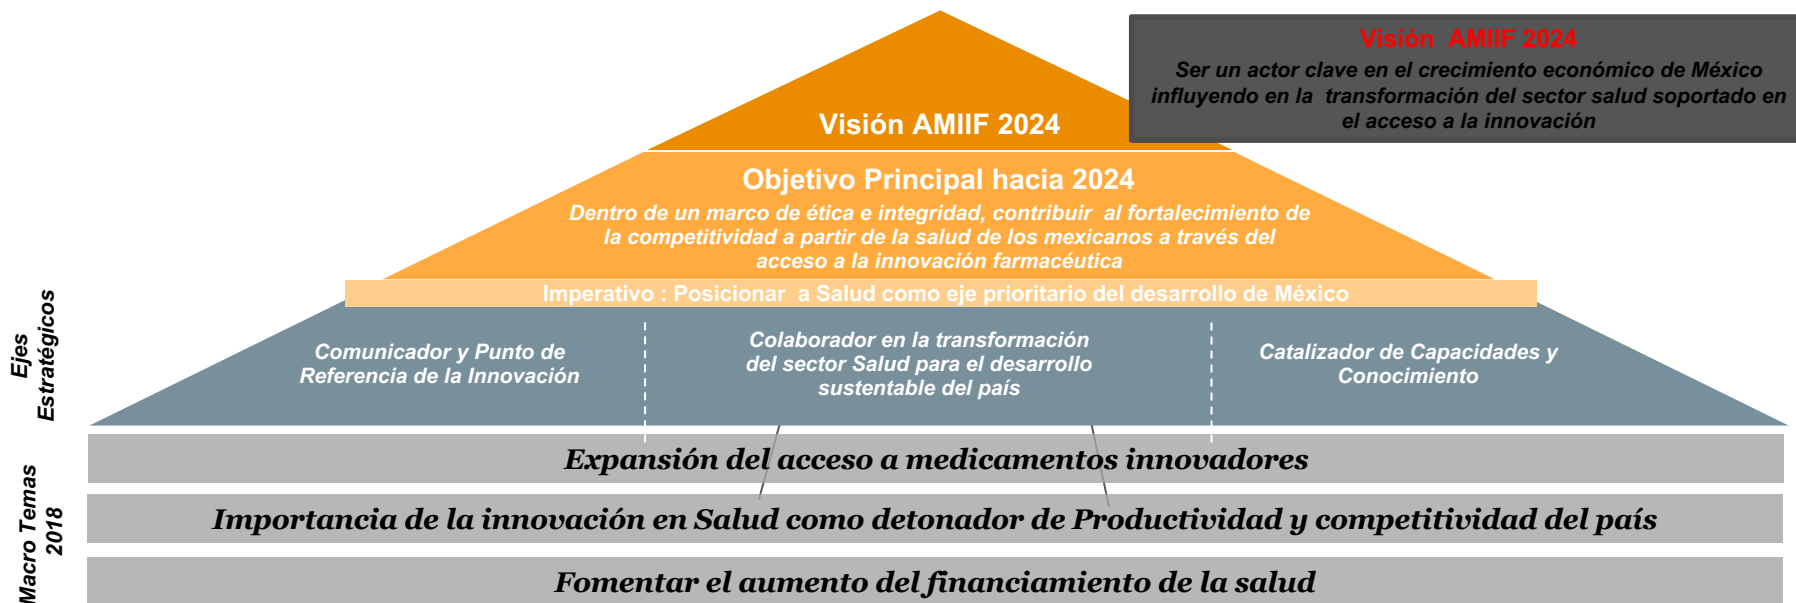 Visión AMIIF 2024
Ser un actor clave en el crecimiento económico de México
influyendo en la transformación del sector salud soportado en
el acceso a la innovación
Visión AMIIF 2024
Objetivo Principal hacia 2024
Dentro de un marco de ética e integridad, contribuir al fortalecimiento de
la competitividad a partir de la salud de los mexicanos a través del
acceso a la innovación farmacéutica
Imperativo : Posicionar a Salud como eje prioritario del desarrollo de México
Ejes
Estratégicos
Comunicador y Punto de
Referencia de la Innovación
Colaborador en la transformación
del sector Salud para el desarrollo
sustentable del país
Catalizador de Capacidades y
Conocimiento
Macro Temas
2018
Expansión del acceso a medicamentos innovadores
Importancia de la innovación en Salud como detonador de Productividad y competitividad del país
Fomentar el aumento del financiamiento de la salud